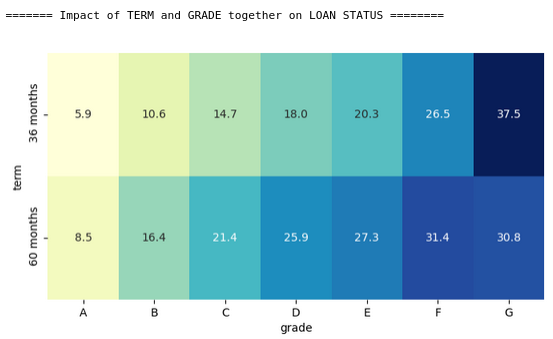 ======= Impact of TERM and GRADE together on LOAN STATUS ========
36 months
5.9 10.6 14.7 18.0 20.3 26.5 37.5
term
60 months
8.5 16.4 21.4 25.9 27.3 31.4 30.8
A B C D E F G
grade